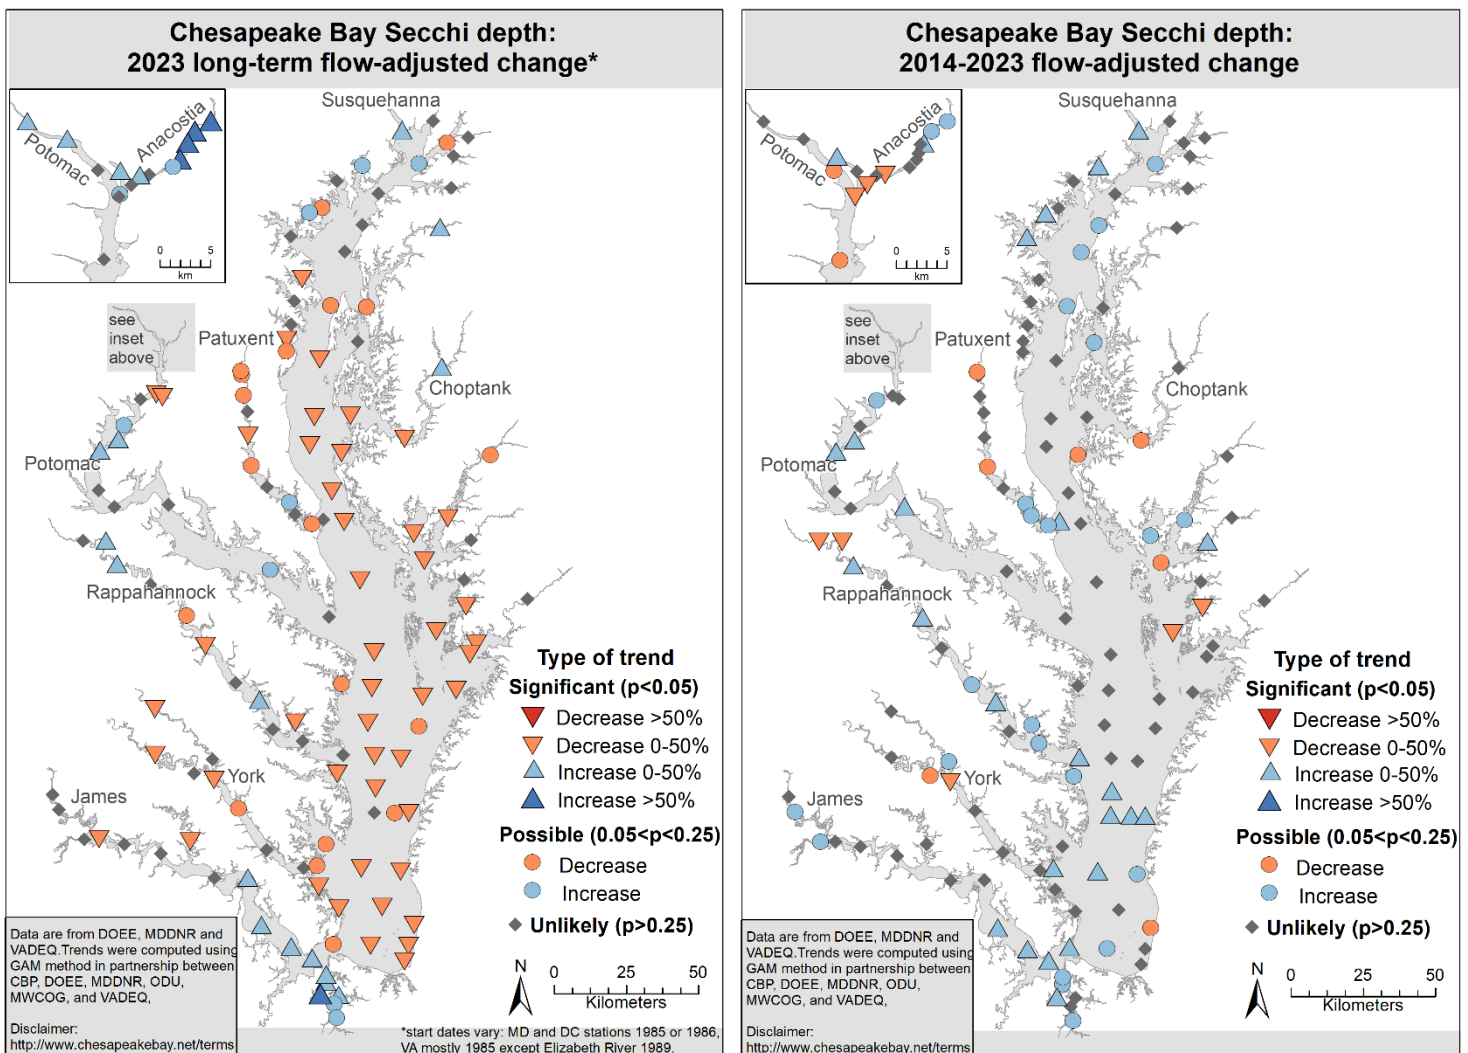 Chesapeake Bay Secchi depth:
2023 long-term flow-adjusted change*
Susquehanna
Anacostia
Potomac
0 5
km
see
inset
above
Patuxent
Choptank
Potomac
Rappahannock
York
James
Type of trend
Significant (p<0.05)
Decrease >50%
Decrease 0-50%
Increase 0-50%
Increase >50%
Possible (0.05<p<0.25)
Decrease
Increase
Unlikely (p>0.25)
N
0 25 50
Kilometers
Data are from DOEE, MDDNR and
VADEQ.Trends were computed using
GAM method in partnership between
CBP, DOEE, MDDNR, ODU,
MWCOG, and VADEQ,
Disclaimer:
http://www.chesapeakebay.net/terms
*start dates vary: MD and DC stations 1985 or 1986,
VA mostly 1985 except Elizabeth River 1989.
Chesapeake Bay Secchi depth:
2014-2023 flow-adjusted change
Susquehanna
Anacostia
Potomac
0 5
km
see
inset
above
Patuxent
Choptank
Potomac
Rappahannock
York
James
Type of trend
Significant (p<0.05)
Decrease >50%
Decrease 0-50%
Increase 0-50%
Increase >50%
Possible (0.05<p<0.25)
Decrease
Increase
Unlikely (p>0.25)
N
0 25 50
Kilometers
Data are from DOEE, MDDNR and
VADEQ.Trends were computed using
GAM method in partnership between
CBP, DOEE, MDDNR, ODU,
MWCOG, and VADEQ,
Disclaimer:
http://www.chesapeakebay.net/terms